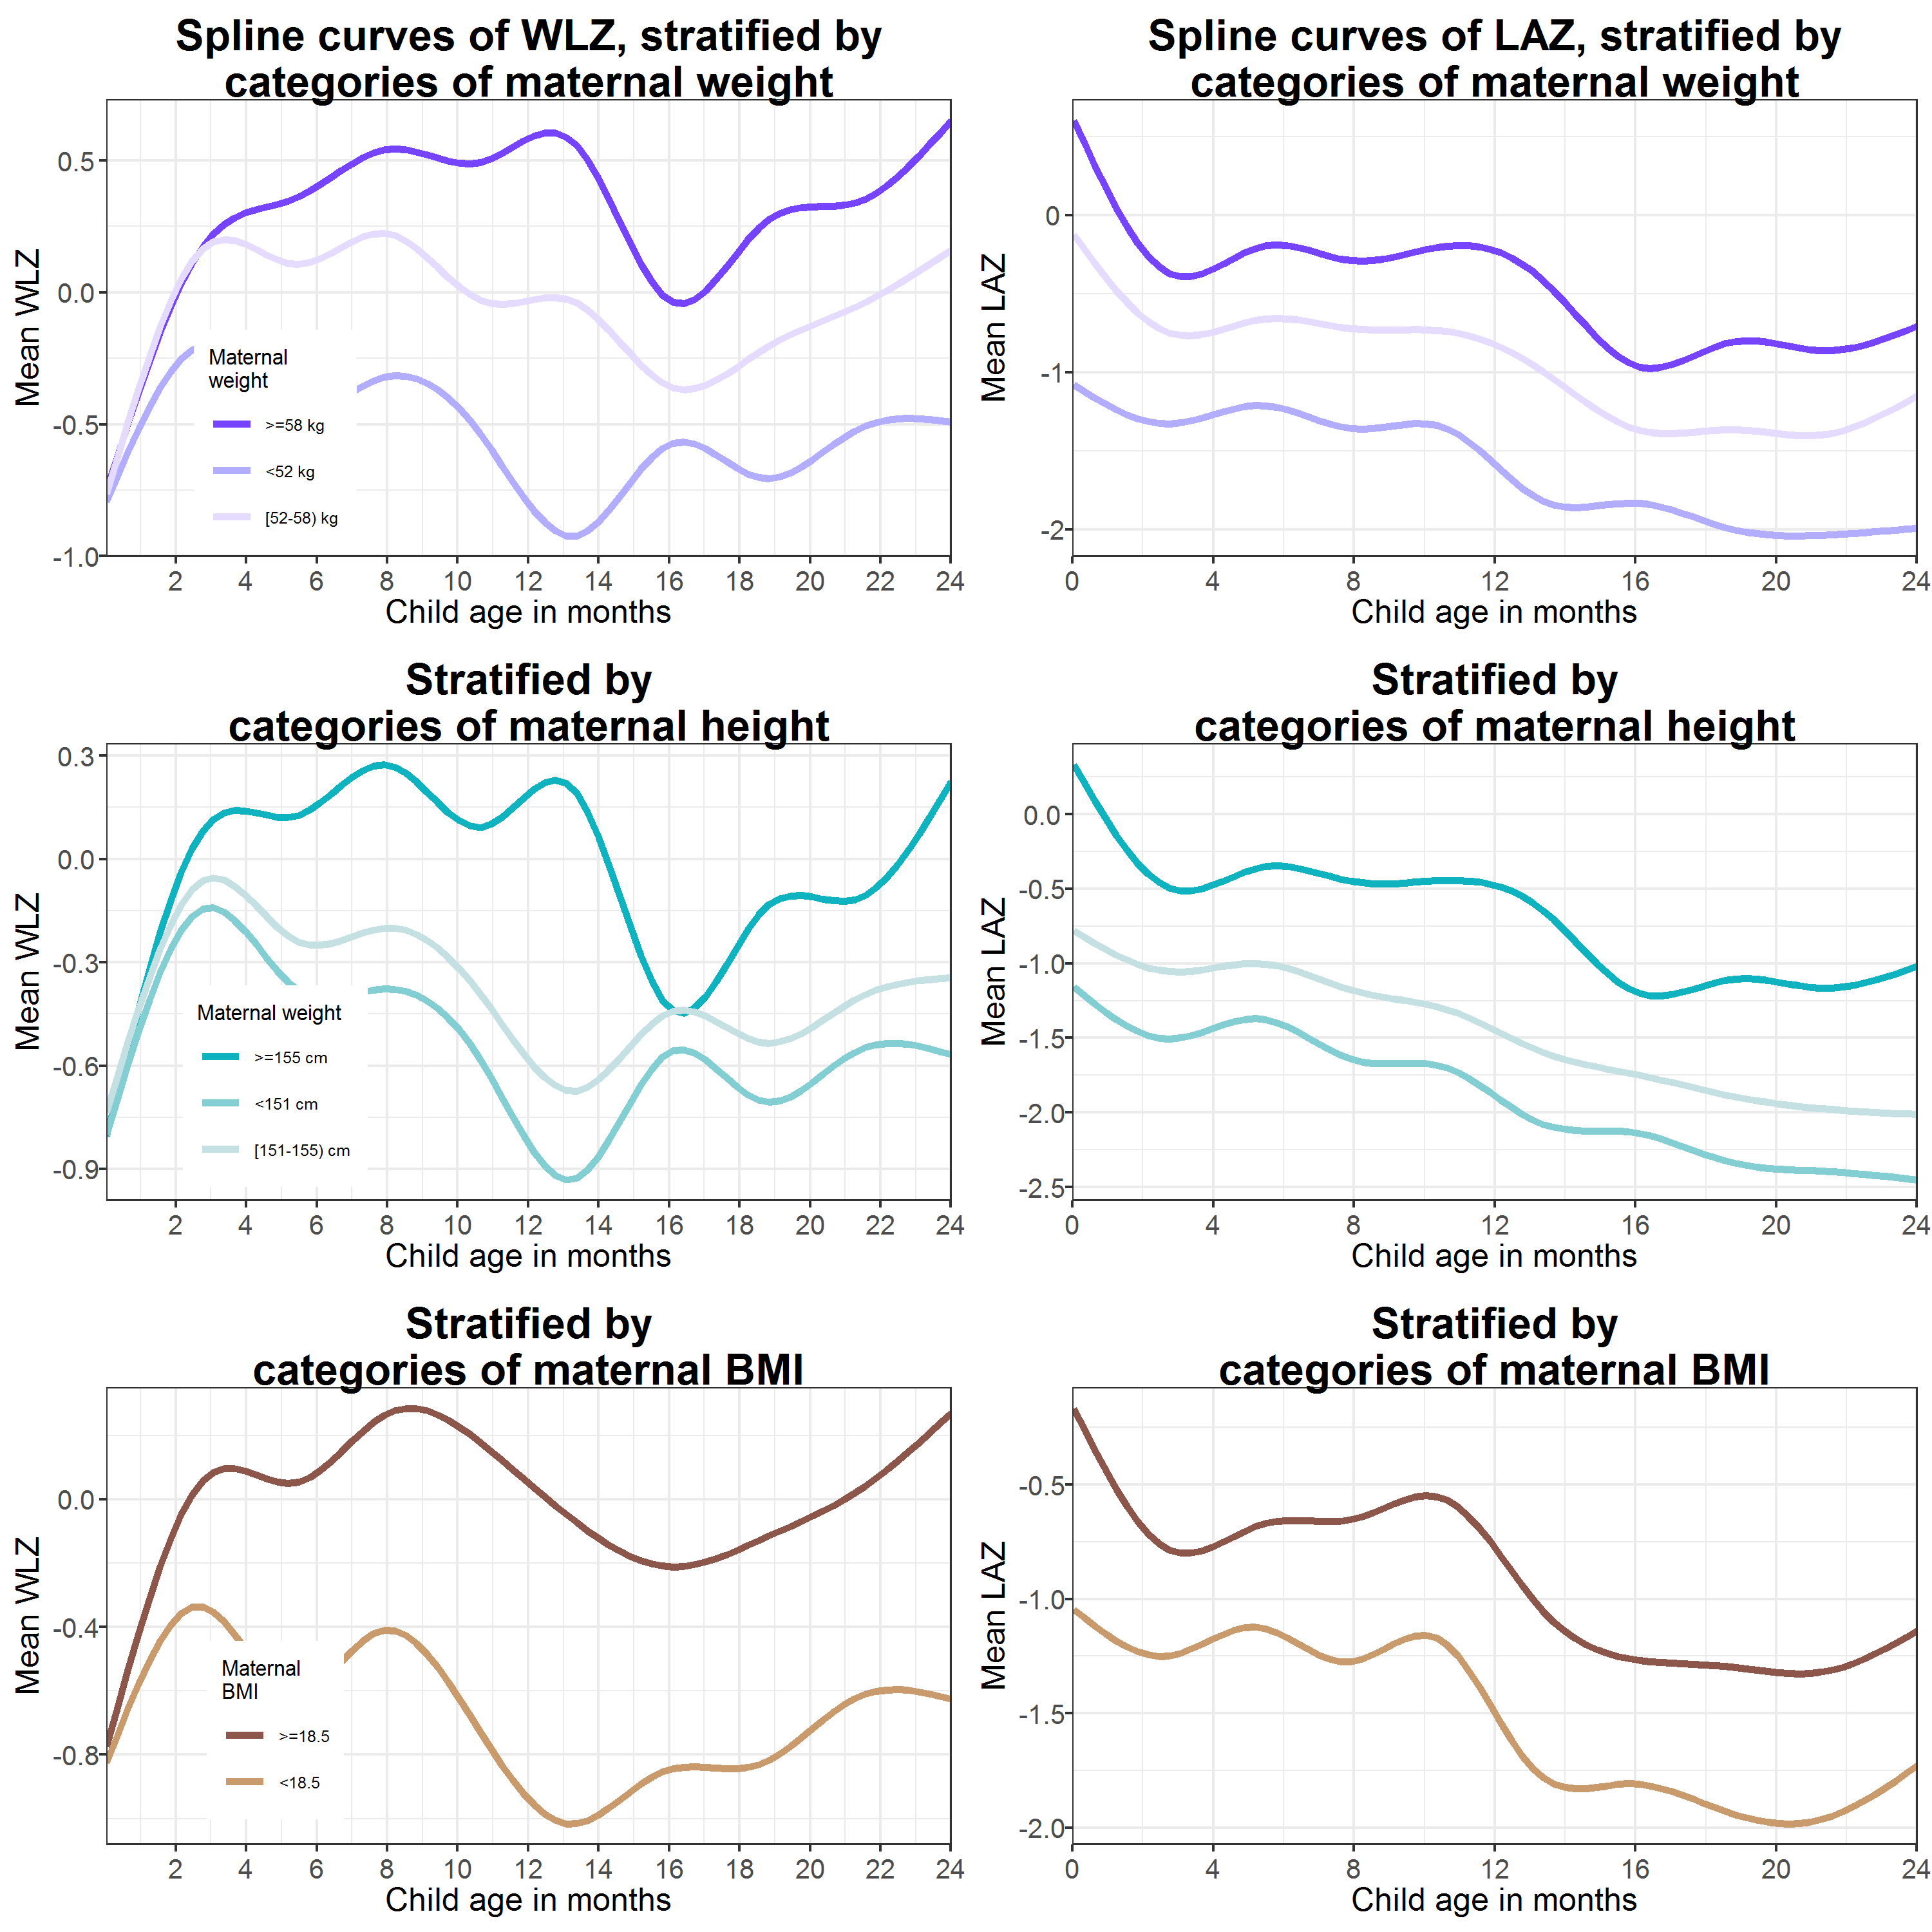 Spline curves of WLZ, stratified by
categories of maternal weight
0.5
0.0
-0.5
-1.0
Mean WLZ
Maternal
weight
>=58 kg
<52 kg
[52-58) kg
2 4 6 8 10 12 14 16 18 20 22 24
Child age in months
Spline curves of LAZ, stratified by
categories of maternal weight
0
-1
-2
Mean LAZ
0 4 8 12 16 20 24
Child age in months
Stratified by
categories of maternal height
0.3
0.0
-0.3
-0.6
-0.9
Mean WLZ
Maternal weight
>=155 cm
<151 cm
[151-155) cm
2 4 6 8 10 12 14 16 18 20 22 24
Child age in months
Stratified by
categories of maternal height
0.0
-0.5
-1.0
-1.5
-2.0
-2.5
Mean LAZ
0 4 8 12 16 20 24
Child age in months
Stratified by
categories of maternal BMI
0.0
-0.4
-0.8
Mean WLZ
Maternal
BMI
>=18.5
<18.5
2 4 6 8 10 12 14 16 18 20 22 24
Child age in months
Stratified by
categories of maternal BMI
-0.5
-1.0
-1.5
-2.0
Mean LAZ
0 4 8 12 16 20 24
Child age in months